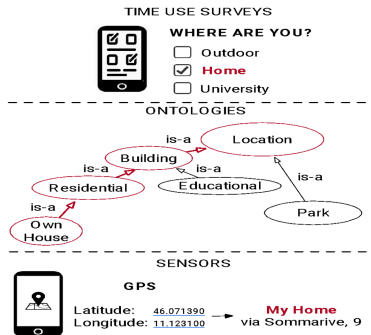 TIME USE SURVEYS
WHERE ARE YOU?
Outdoor
Home
University
ONTOLOGIES
Location
is-a
Building
is-a
is-a
is-a
Residential
Educational
is-a
Park
Own
House
SENSORS
GPS
Latitude: 46.071390
Longitude: 11.123100
My Home
via Sommarive, 9